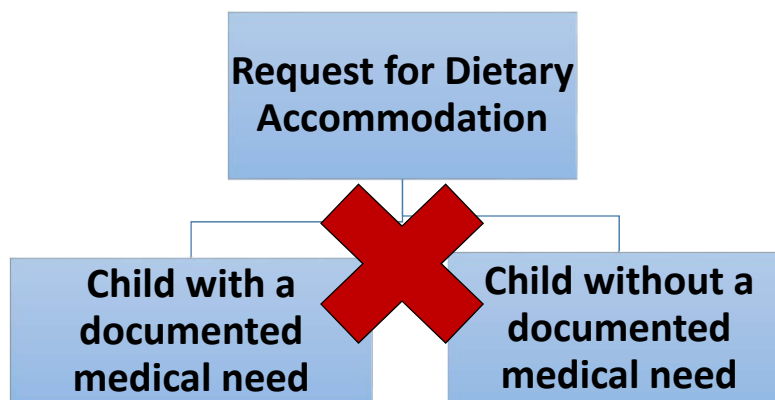 Request for Dietary
Accommodation
Child with a
documented
medical need
Child without a
documented
medical need